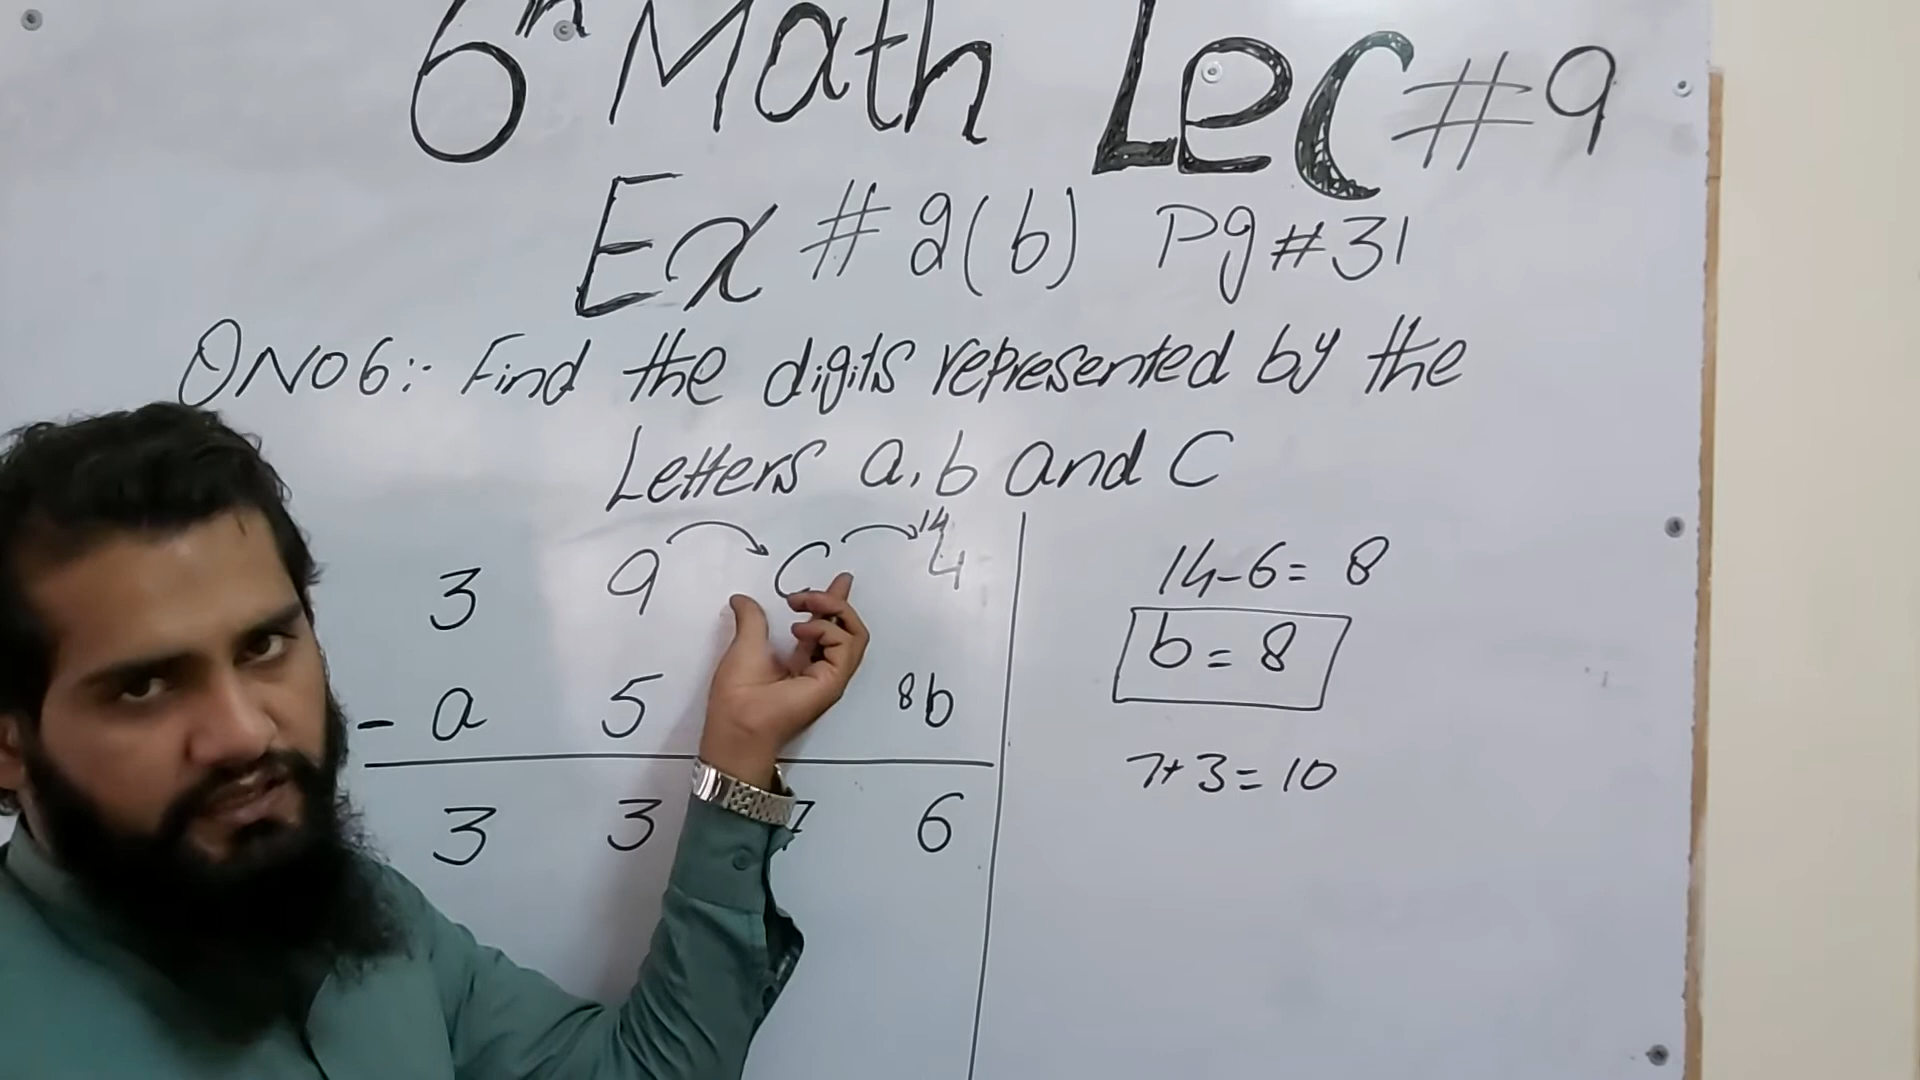 6th Math Lec #9
Ex # 2(b) Pg #31
QNo6:- Find the digits represented by the
Letters a, b and C
14
3 9 C 4
- a 5 8b
3 3 7 6
14-6= 8
b = 8
7+3=10